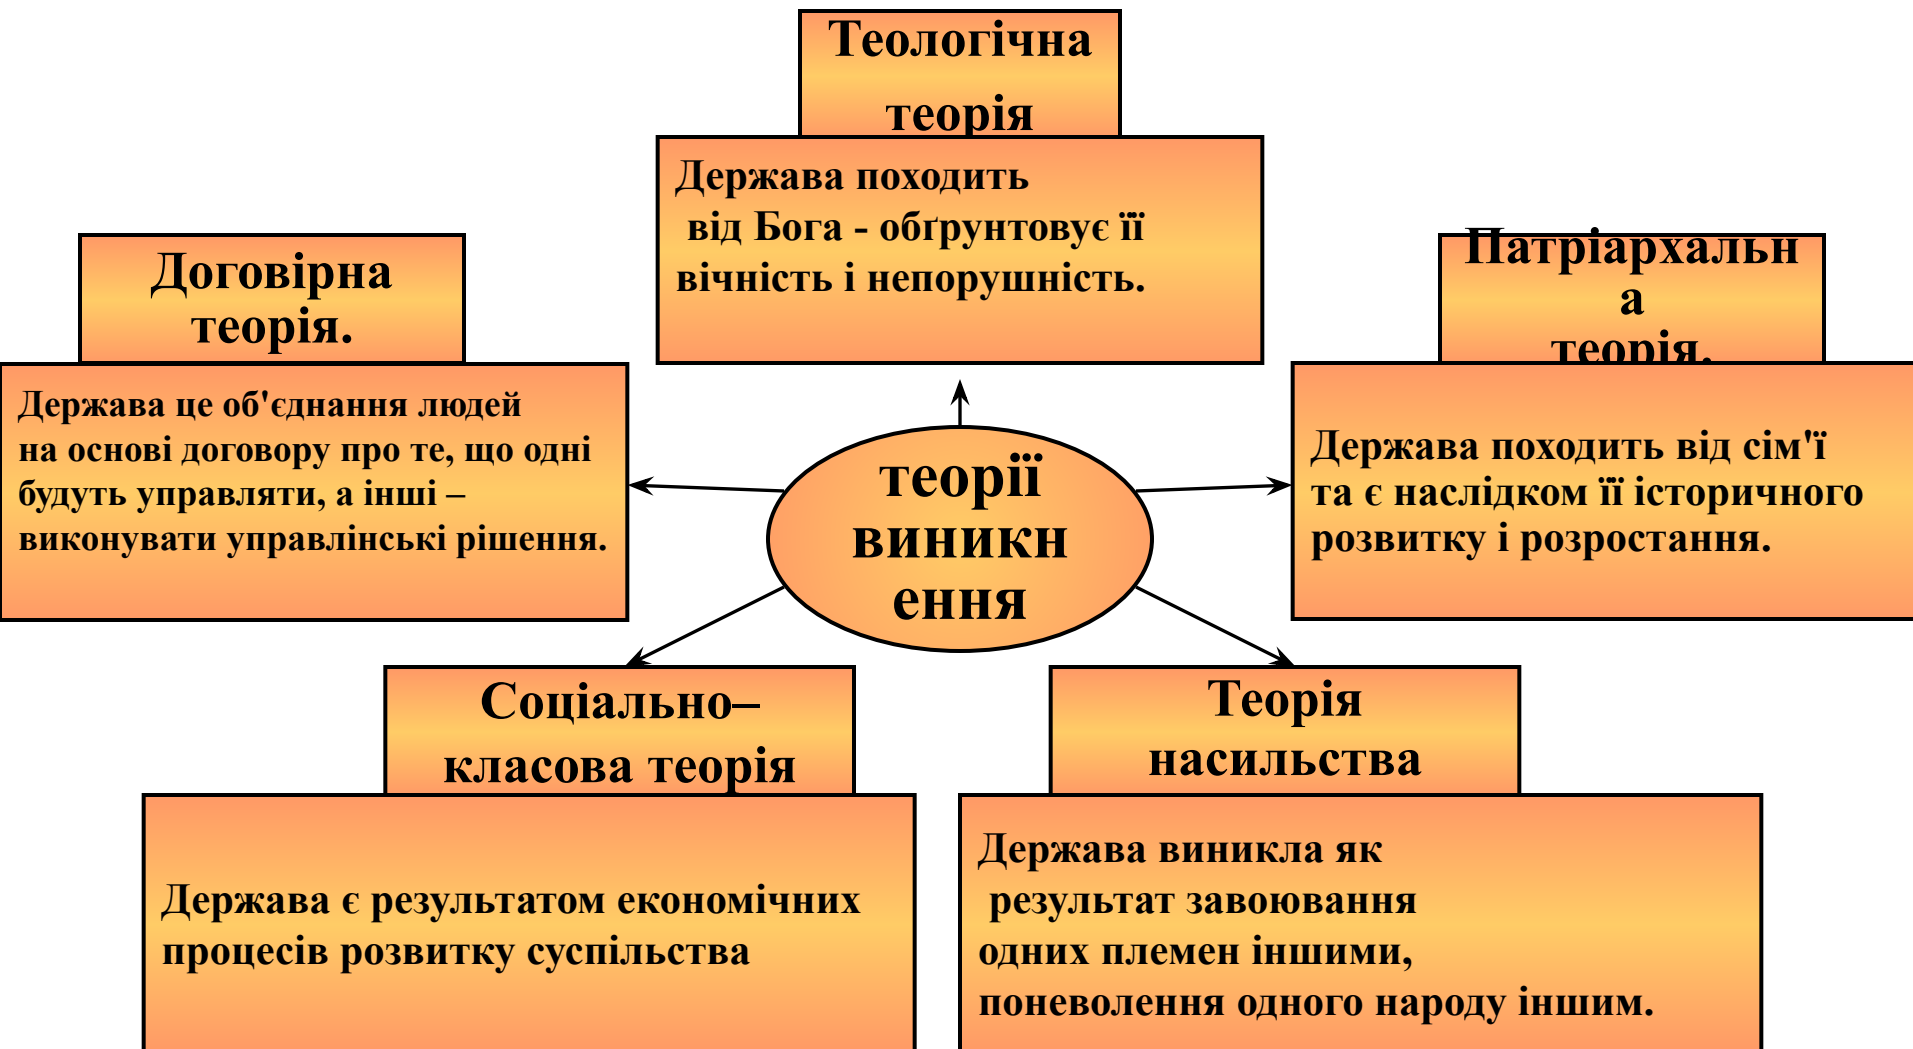 Теологічна
теорія
Держава походить
від Бога - обґрунтовує її
вічність і непорушність.
Договірна
теорія.
Держава це об'єднання людей
на основі договору про те, що одні
будуть управляти, а інші –
виконувати управлінські рішення.
Патріархальн
а
теорія.
Держава походить від сім'ї
та є наслідком її історичного
розвитку і розростання.
теорії
виникн
ення
Соціально–
класова теорія
Держава є результатом економічних
процесів розвитку суспільства
Теорія
насильства
Держава виникла як
результат завоювання
одних племен іншими,
поневолення одного народу іншим.